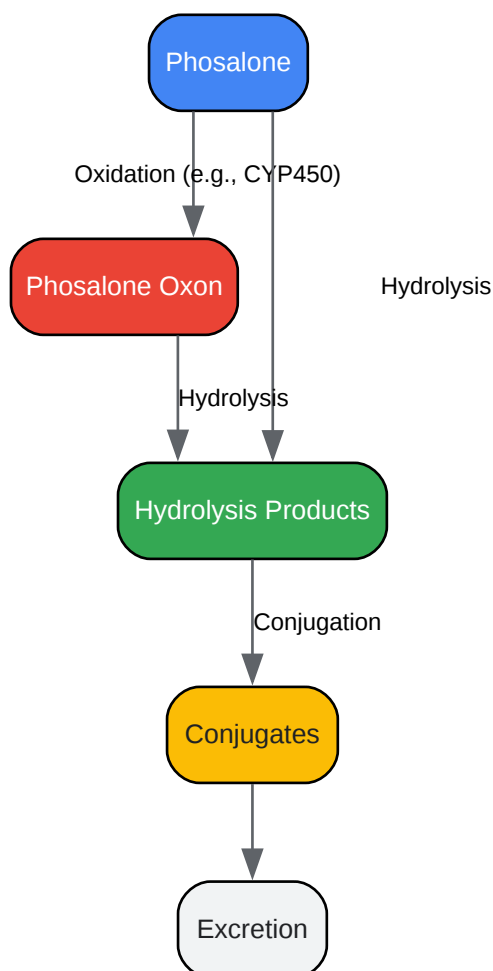 Phosalone
Oxidation (e.g., CYP450)
Phosalone Oxon
Hydrolysis
Hydrolysis
Hydrolysis Products
Conjugation
Conjugates
Excretion